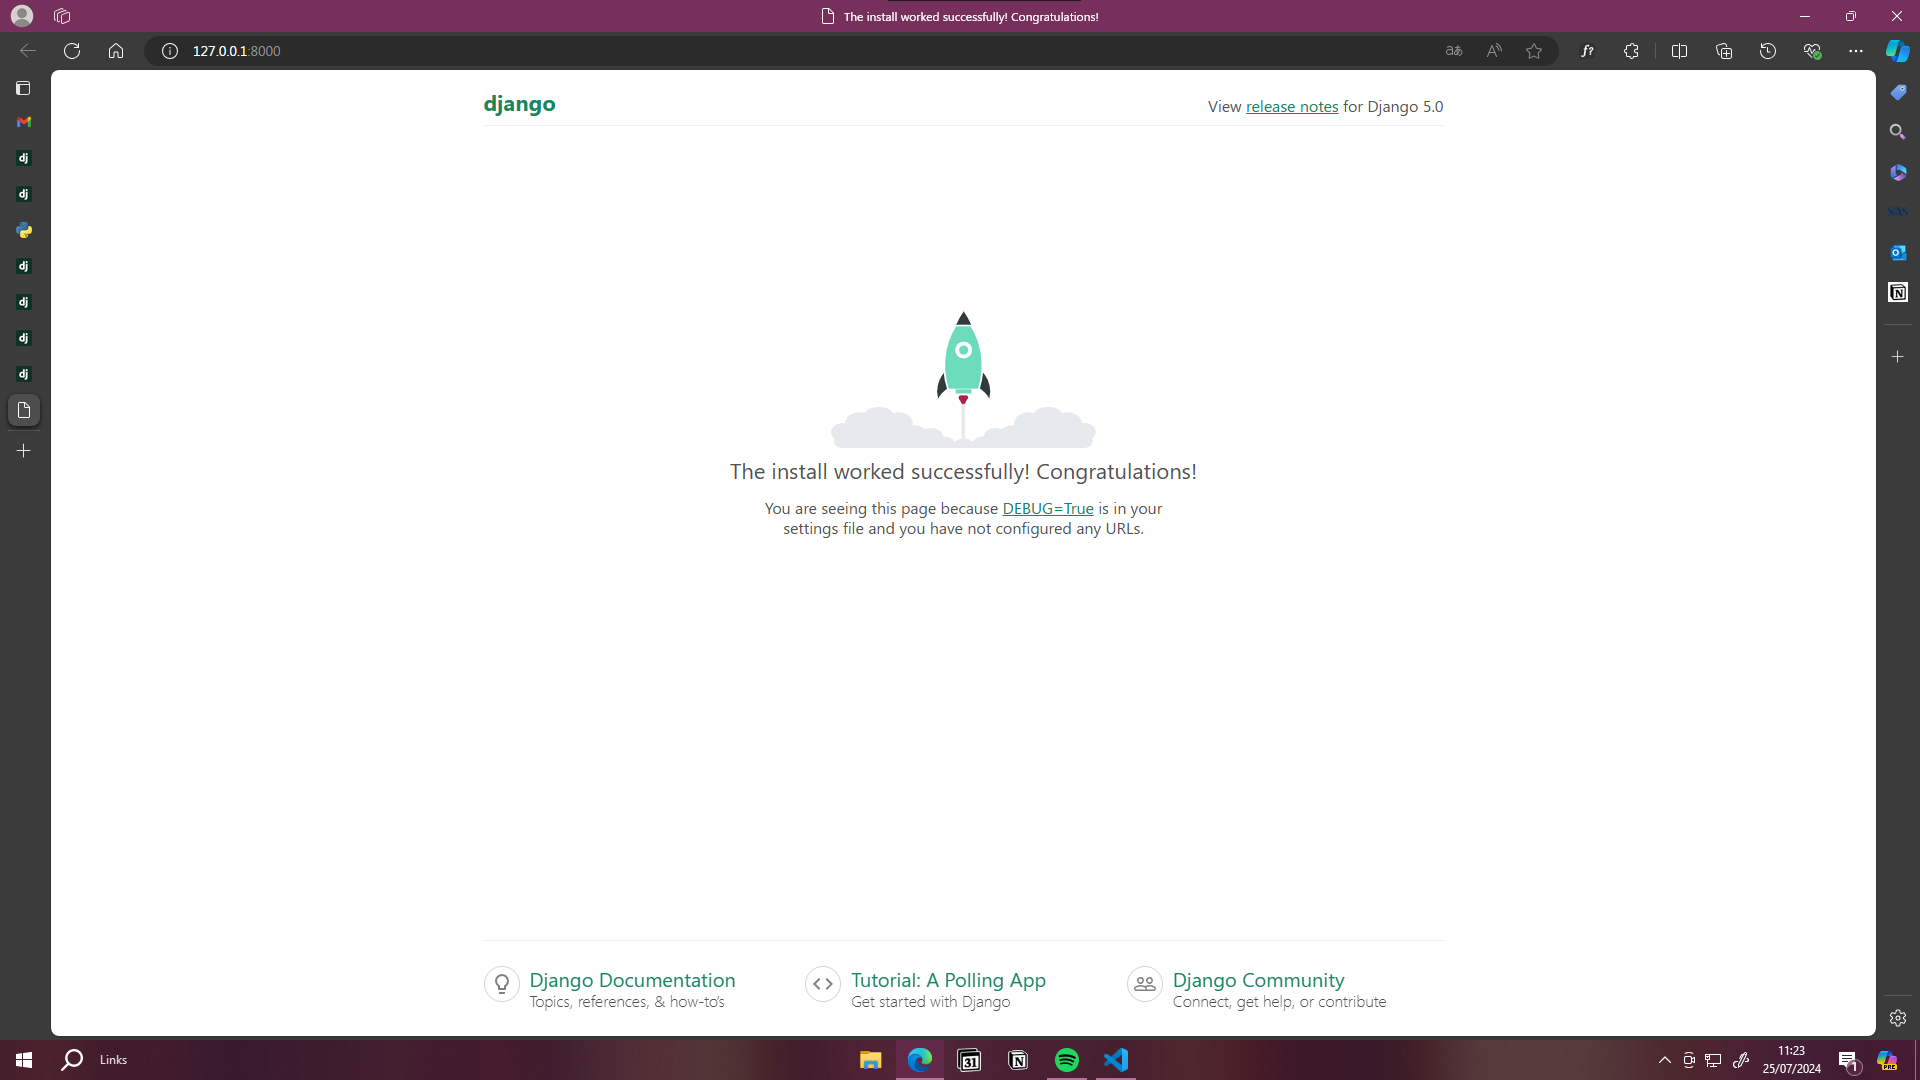 The install worked successfully! Congratulations!
127.0.0.1:8000
django
View release notes for Django 5.0
The install worked successfully! Congratulations!
You are seeing this page because DEBUG=True is in your
settings file and you have not configured any URLs.
Django Documentation
Topics, references, & how-to's
Tutorial: A Polling App
Get started with Django
Django Community
Connect, get help, or contribute
dj
dj
dj
dj
dj
dj
Links
31
11:23
25/07/2024
1
PRE